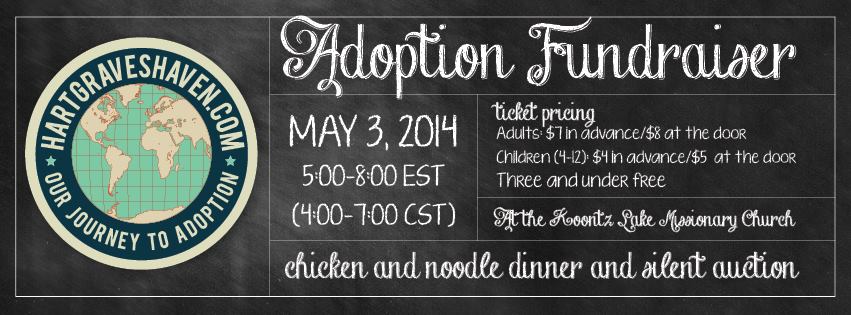 HARTGRAVESHAVEN.COM
OUR JOURNEY TO ADOPTION
Adoption Fundraiser
MAY 3, 2014
5:00-8:00 EST
(4:00-7:00 CST)
ticket pricing
Adults: $7 in advance/$8 at the door
Children (4-12): $4 in advance/$5 at the door
Three and under free
At the Koontz Lake Missionary Church
chicken and noodle dinner and silent auction